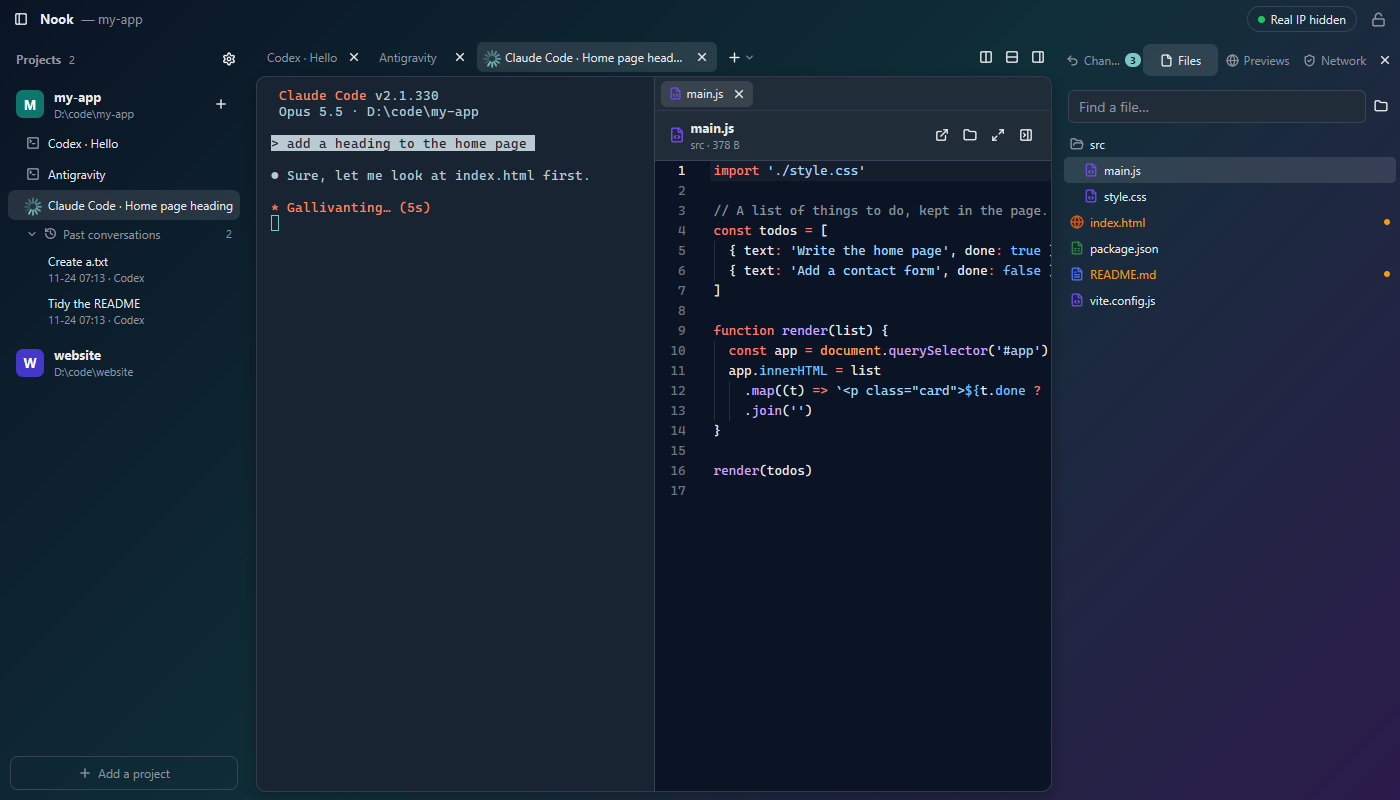 Nook — my-app
Real IP hidden
Projects 2
M
my-app
D:\code\my-app
Codex · Hello
Antigravity
Claude Code · Home page heading
Past conversations 2
Create a.txt
11-24 07:13 · Codex
Tidy the README
11-24 07:13 · Codex
W
website
D:\code\website
Add a project
Codex · Hello
Antigravity
Claude Code · Home page head...
Claude Code v2.1.330
Opus 5.5 · D:\code\my-app
> add a heading to the home page
● Sure, let me look at index.html first.
* Gallivanting… (5s)
main.js
main.js
src · 378 B
1 import './style.css'
2
3 // A list of things to do, kept in the page.
4 const todos = [
5 { text: 'Write the home page', done: true
6 { text: 'Add a contact form', done: false
7 ]
8
9 function render(list) {
10 const app = document.querySelector('#app')
11 app.innerHTML = list
12 .map((t) => `<p class="card">${t.done ?
13 .join('')
14 }
15
16 render(todos)
17
Chan... 3
Files
Previews
Network
Find a file...
src
main.js
style.css
index.html
package.json
README.md
vite.config.js